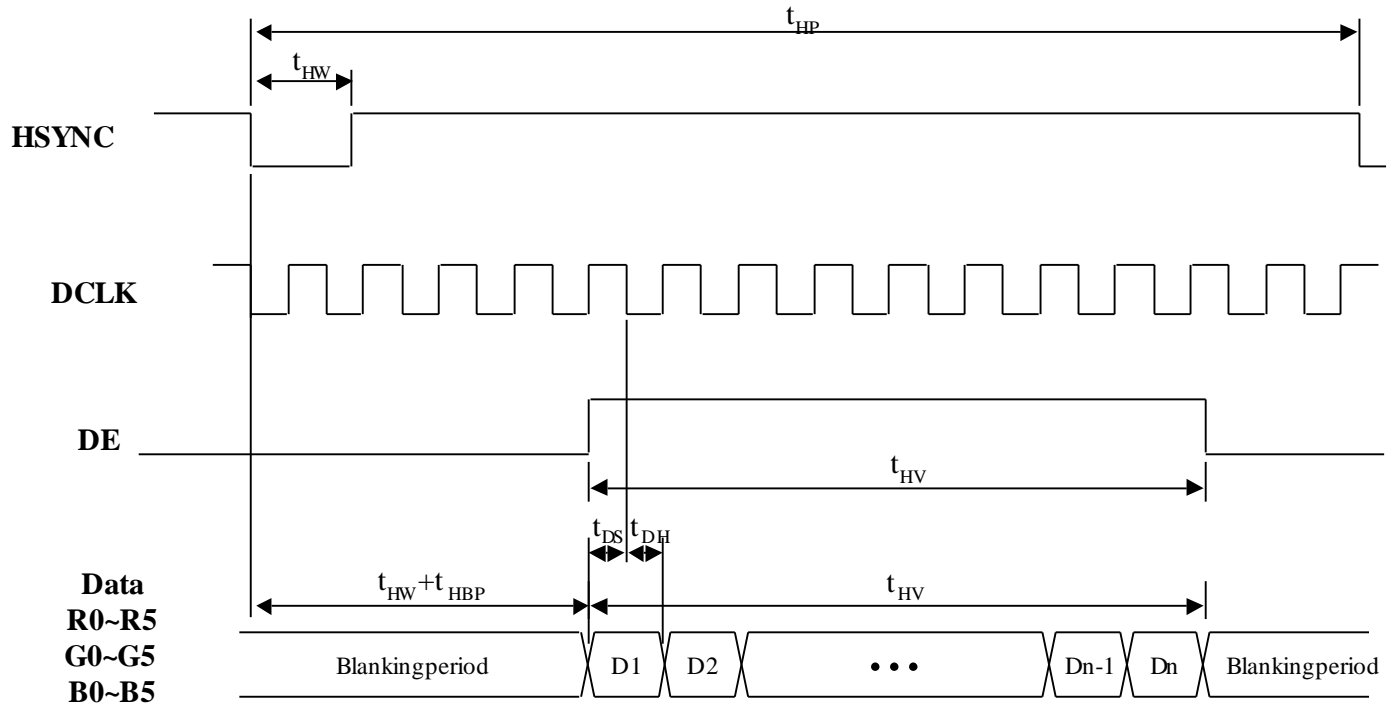 tHP
tHW
HSYNC
DCLK
DE
tHV
tDS tDH
Data
R0~R5
G0~G5
B0~B5
tHW+tHBP
tHV
Blankingperiod D1 D2 ••• Dn-1 Dn Blankingperiod